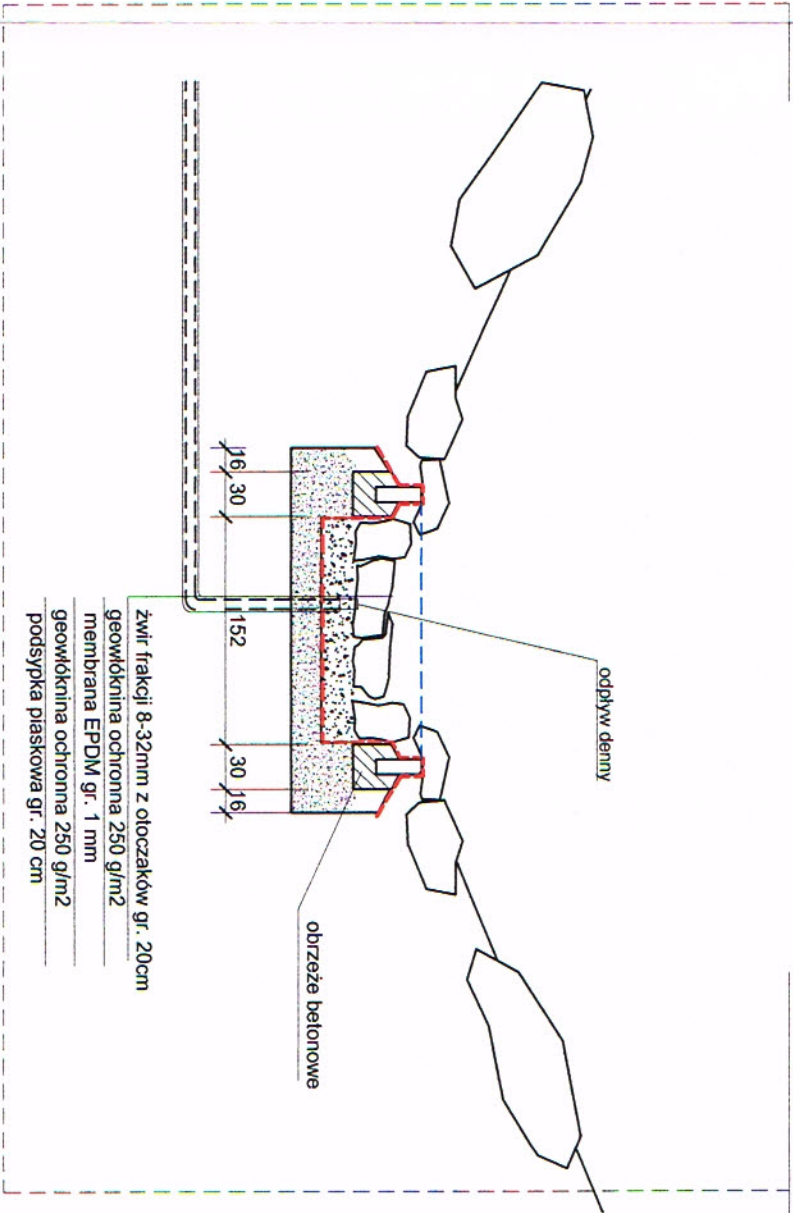 odpływ denny
16
30
152
30
16
obrzeże betonowe
żwir frakcji 8-32mm z otoczaków gr. 20cm
geowłóknina ochronna 250 g/m2
membrana EPDM gr. 1 mm
geowłóknina ochronna 250 g/m2
podsypka piaskowa gr. 20 cm